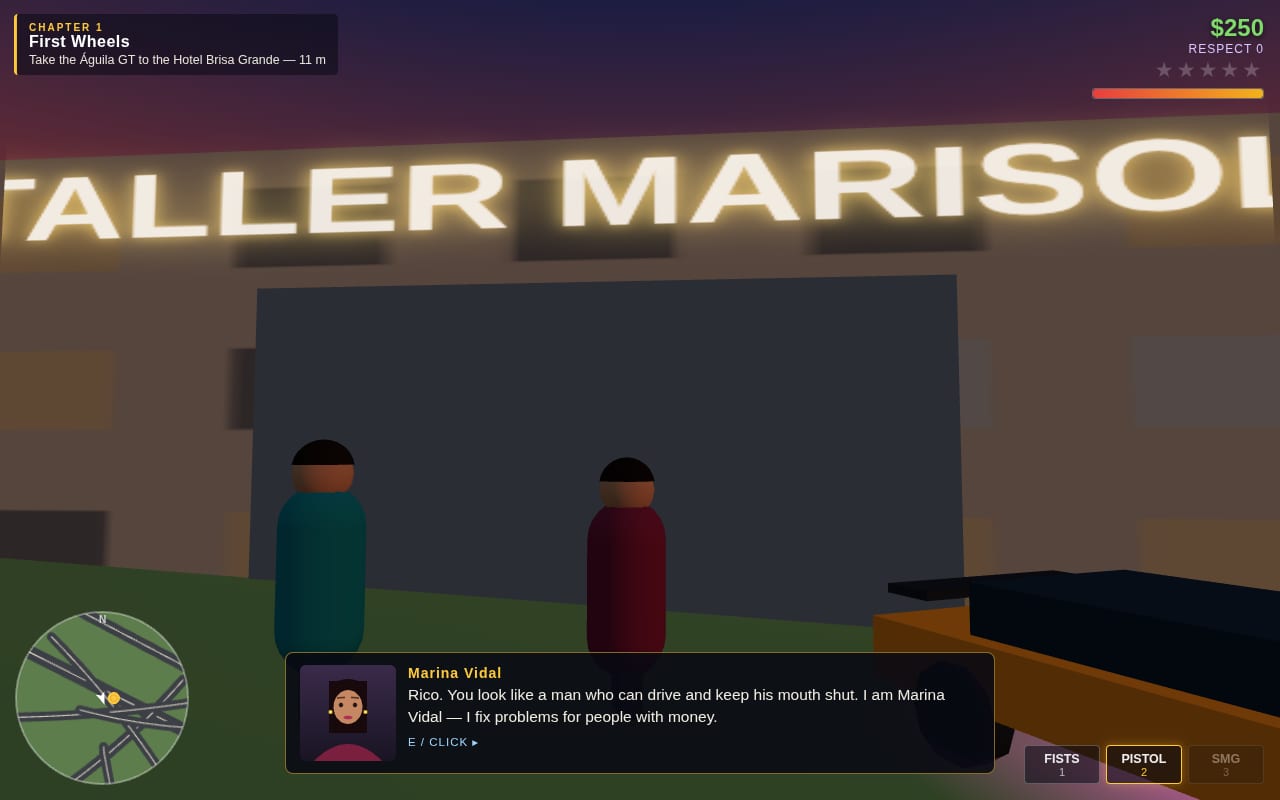 CHAPTER 1
First Wheels
Take the Águila GT to the Hotel Brisa Grande — 11 m
$250
RESPECT 0
TALLER MARISOL
N
Marina Vidal
Rico. You look like a man who can drive and keep his mouth shut. I am Marina
Vidal — I fix problems for people with money.
E / CLICK ▸
FISTS
1
PISTOL
2
SMG
3